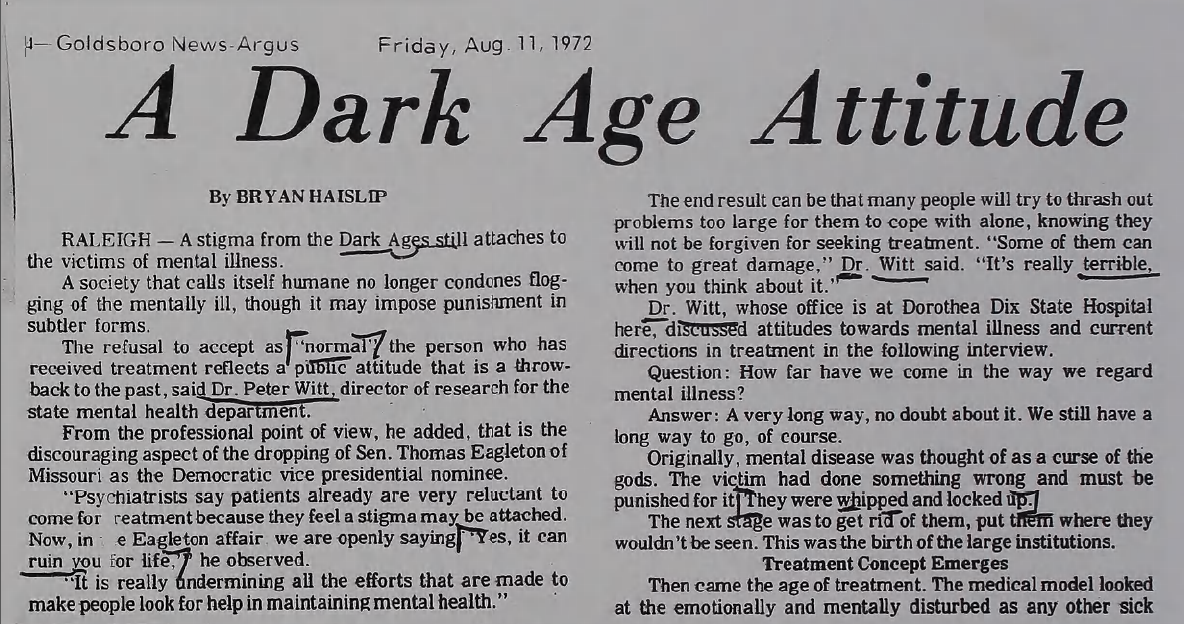 4— Goldsboro News-Argus Friday, Aug. 11, 1972
A Dark Age Attitude
By BRYAN HAISLIP
RALEIGH — A stigma from the Dark Ages still attaches to
the victims of mental illness.
A society that calls itself humane no longer condones flog-
ging of the mentally ill, though it may impose punishment in
subtler forms.
The refusal to accept as "normal" the person who has
received treatment reflects a public attitude that is a throw-
back to the past, said Dr. Peter Witt, director of research for the
state mental health department.
From the professional point of view, he added, that is the
discouraging aspect of the dropping of Sen. Thomas Eagleton of
Missouri as the Democratic vice presidential nominee.
"Psychiatrists say patients already are very reluctant to
come for reatment because they feel a stigma may be attached.
Now, in e Eagleton affair we are openly saying 'Yes, it can
ruin you for life,' he observed.
"It is really undermining all the efforts that are made to
make people look for help in maintaining mental health."
The end result can be that many people will try to thrash out
problems too large for them to cope with alone, knowing they
will not be forgiven for seeking treatment. "Some of them can
come to great damage," Dr. Witt said. "It's really terrible,
when you think about it."
Dr. Witt, whose office is at Dorothea Dix State Hospital
here, discussed attitudes towards mental illness and current
directions in treatment in the following interview.
Question: How far have we come in the way we regard
mental illness?
Answer: A very long way, no doubt about it. We still have a
long way to go, of course.
Originally, mental disease was thought of as a curse of the
gods. The victim had done something wrong and must be
punished for it. They were whipped and locked up.
The next stage was to get rid of them, put them where they
wouldn't be seen. This was the birth of the large institutions.
Treatment Concept Emerges
Then came the age of treatment. The medical model looked
at the emotionally and mentally disturbed as any other sick